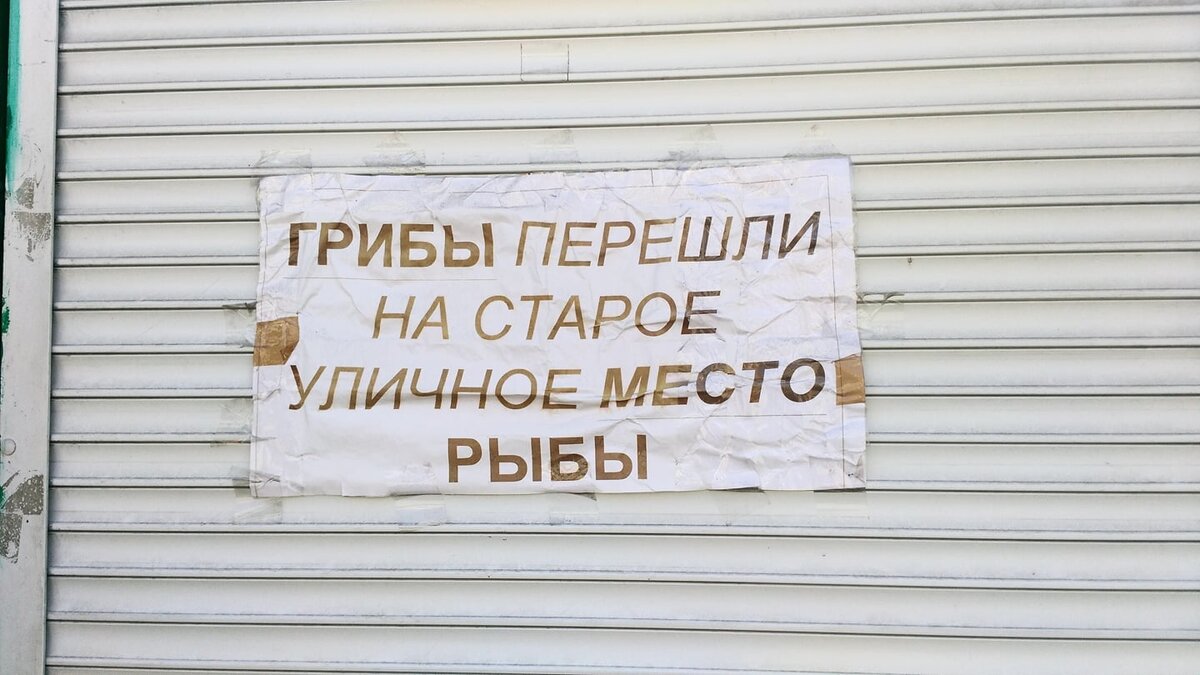 ГРИБЫ ПЕРЕШЛИ
НА СТАРОЕ
УЛИЧНОЕ МЕСТО
РЫБЫ